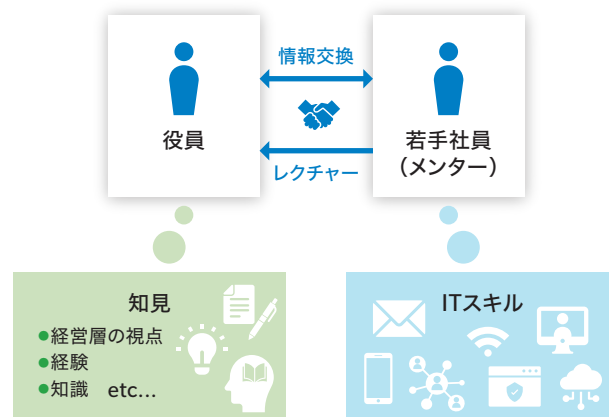 情報交換
役員
若手社員
（メンター）
レクチャー
知見
●経営層の視点
●経験
●知識 etc...
ITスキル